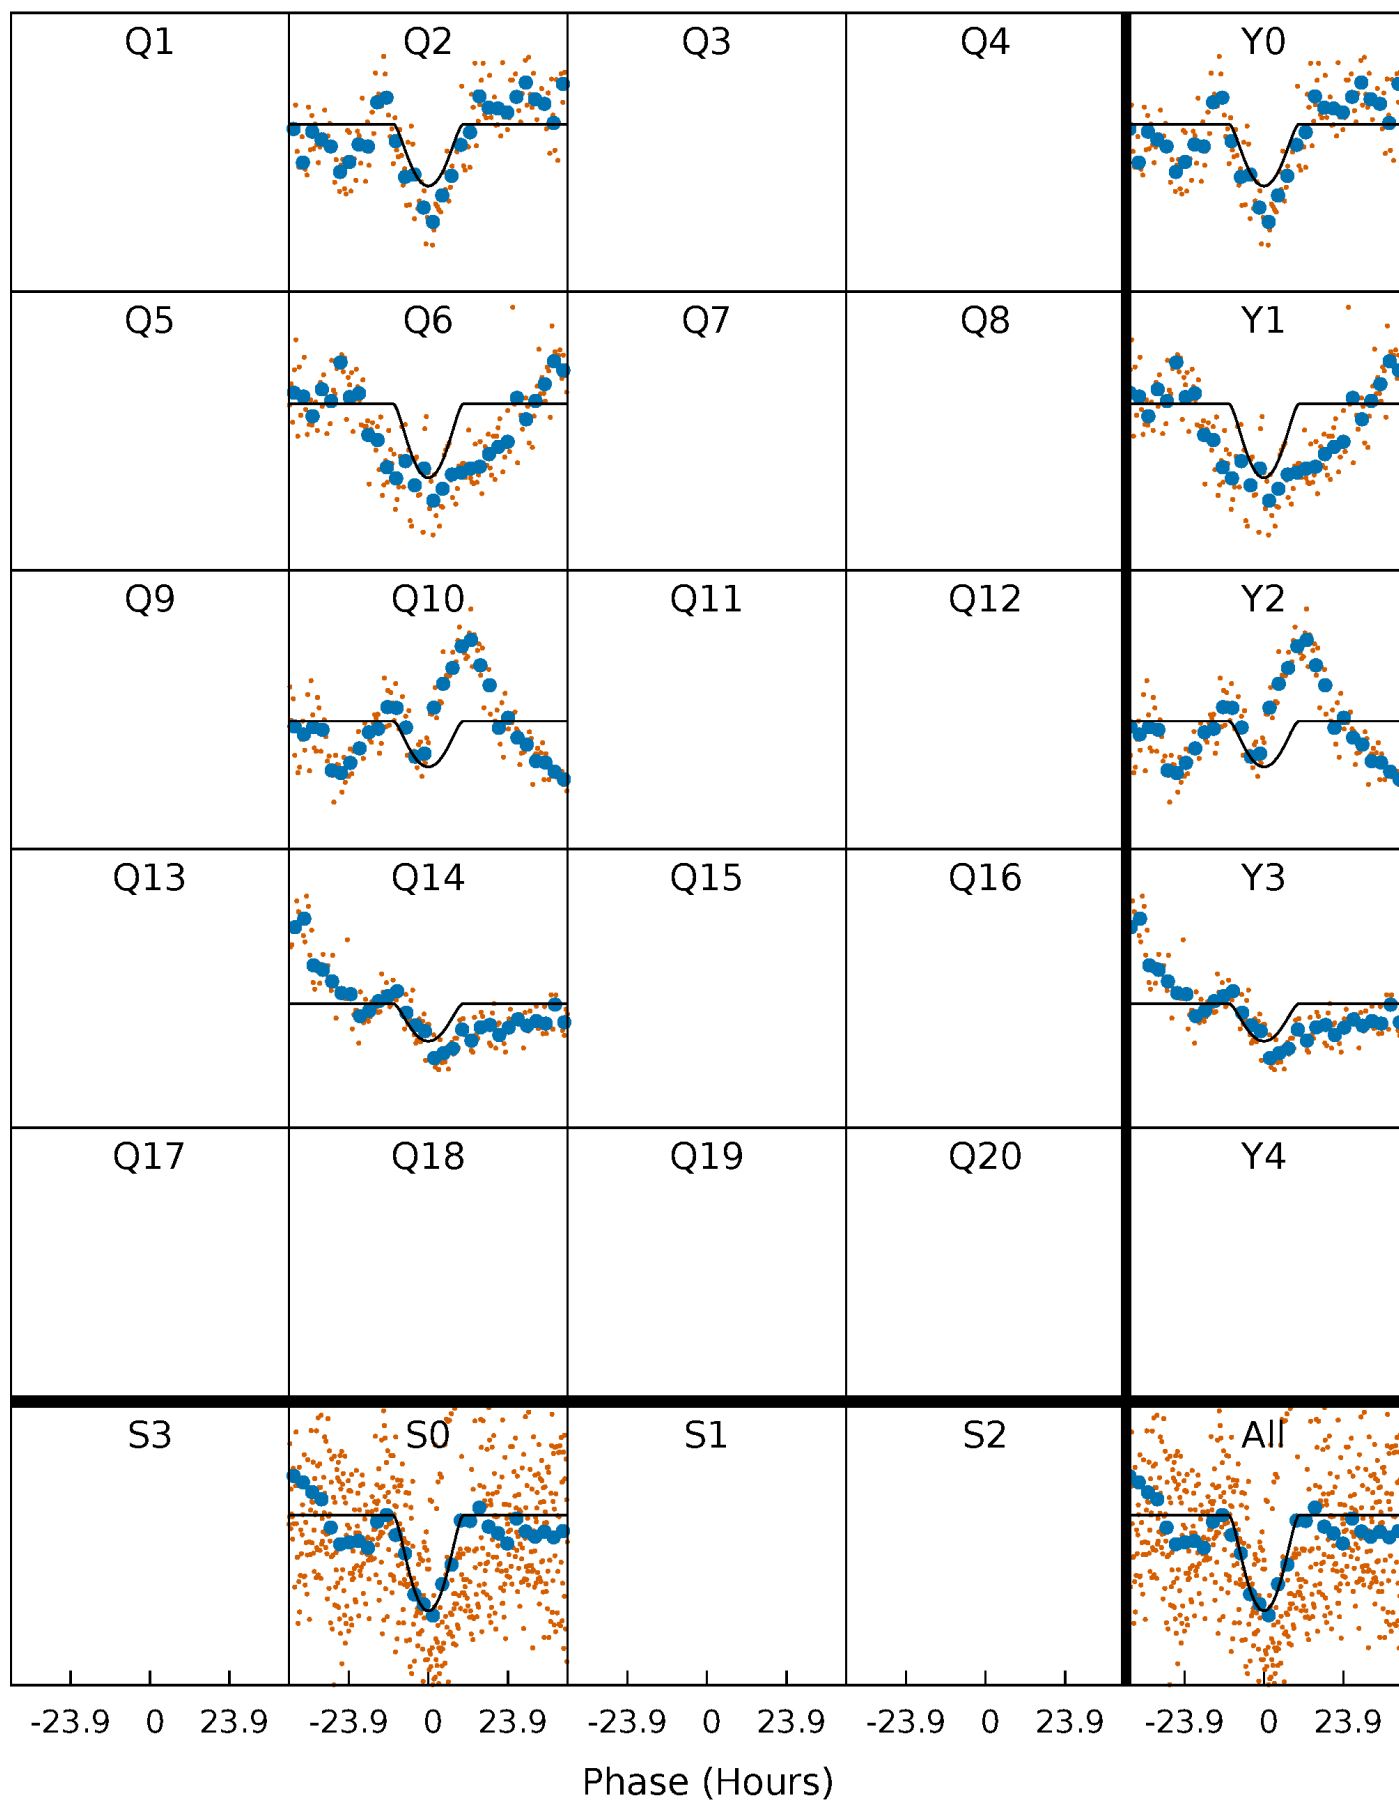 Q1 Q2 Q3 Q4 Y0
Q5 Q6 Q7 Q8 Y1
Q9 Q10 Q11 Q12 Y2
Q13 Q14 Q15 Q16 Y3
Q17 Q18 Q19 Q20 Y4
S3 S0 S1 S2 All
-23.9 0 23.9 -23.9 0 23.9 -23.9 0 23.9 -23.9 0 23.9 -23.9 0 23.9
Phase (Hours)